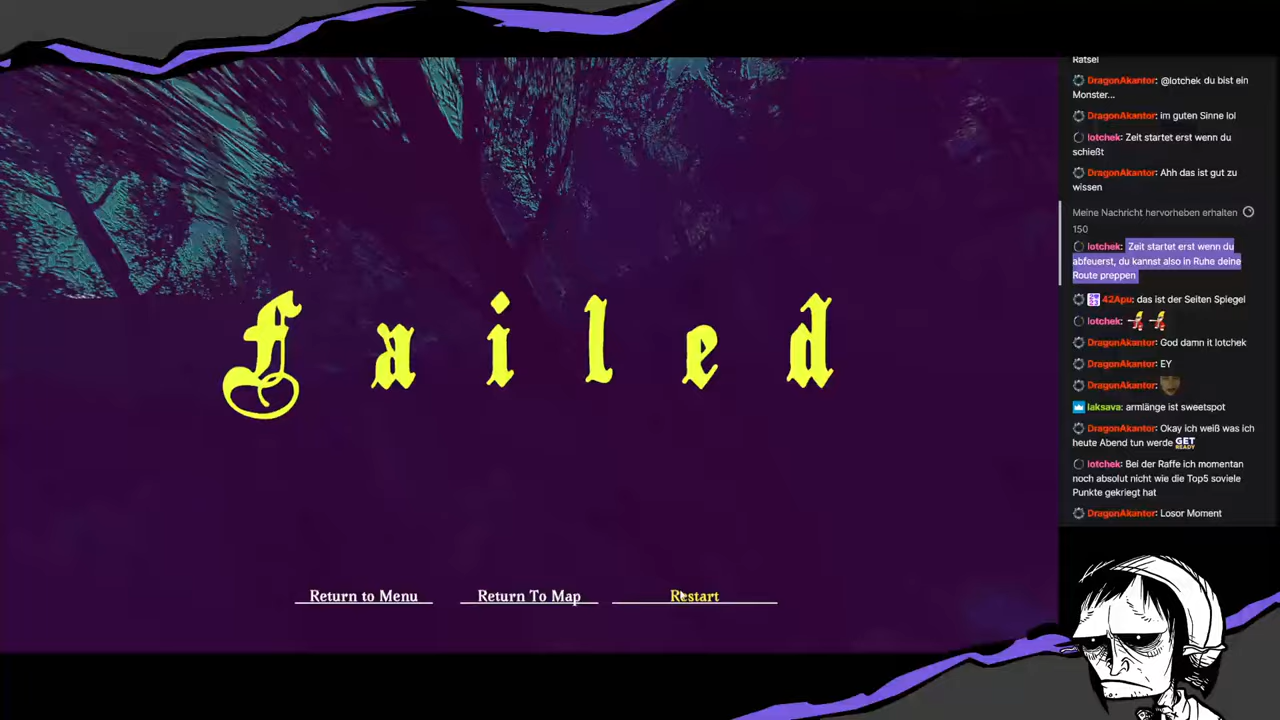 Failed
Return to Menu
Return To Map
Restart
Rätsel
DragonAkantor: @lotchek du bist ein
Monster...
DragonAkantor: im guten Sinne lol
lotchek: Zeit startet erst wenn du
schießt
DragonAkantor: Ahh das ist gut zu
wissen
Meine Nachricht hervorheben erhalten
150
lotchek: Zeit startet erst wenn du
abfeuerst, du kannst also in Ruhe deine
Route preppen
42Apu: das ist der Seiten Spiegel
lotchek:
DragonAkantor: God damn it lotchek
DragonAkantor: EY
DragonAkantor:
laksava: armlänge ist sweetspot
DragonAkantor: Okay ich weiß was ich
heute Abend tun werde GET READY
lotchek: Bei der Raffe ich momentan
noch absolut nicht wie die Top5 soviele
Punkte gekriegt hat
DragonAkantor: Losor Moment